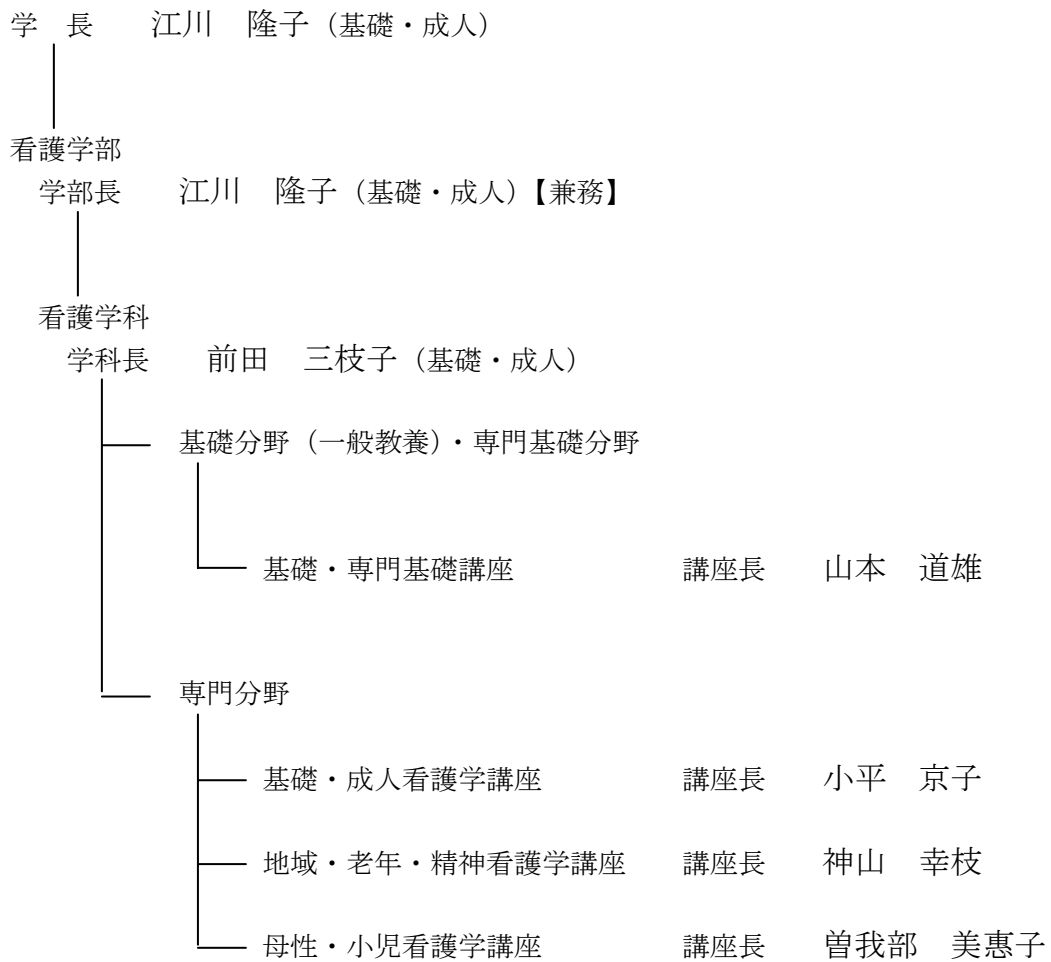 学　長　　江川　隆子（基礎・成人）
看護学部
学部長　　江川　隆子（基礎・成人）【兼務】
看護学科
学科長　　前田　三枝子（基礎・成人）
基礎分野（一般教養）・専門基礎分野
基礎・専門基礎講座　　講座長　　山本　道雄
専門分野
基礎・成人看護学講座　　講座長　　小平　京子
地域・老年・精神看護学講座　　講座長　　神山　幸枝
母性・小児看護学講座　　講座長　　曽我部　美恵子